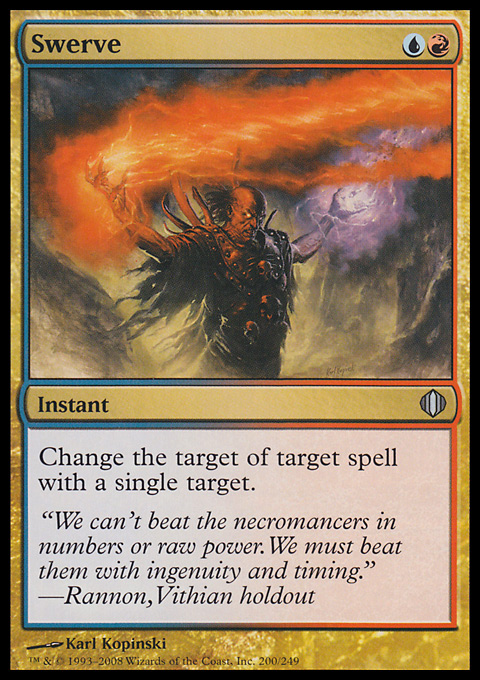 Swerve
Instant
Change the target of target spell
with a single target.
“We can’t beat the necromancers in
numbers or raw power. We must beat
them with ingenuity and timing.”
—Rannon, Vithian holdout
Karl Kopinski
™ & © 1993–2008 Wizards of the Coast, Inc. 200/249